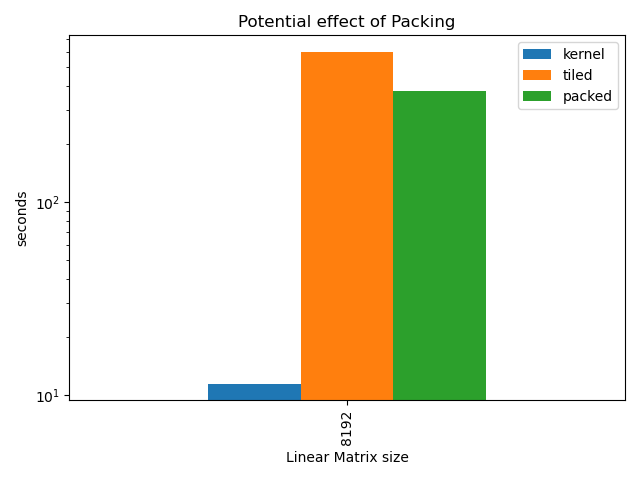 Potential effect of Packing
kernel
tiled
packed
seconds
10²
10¹
8192
Linear Matrix size